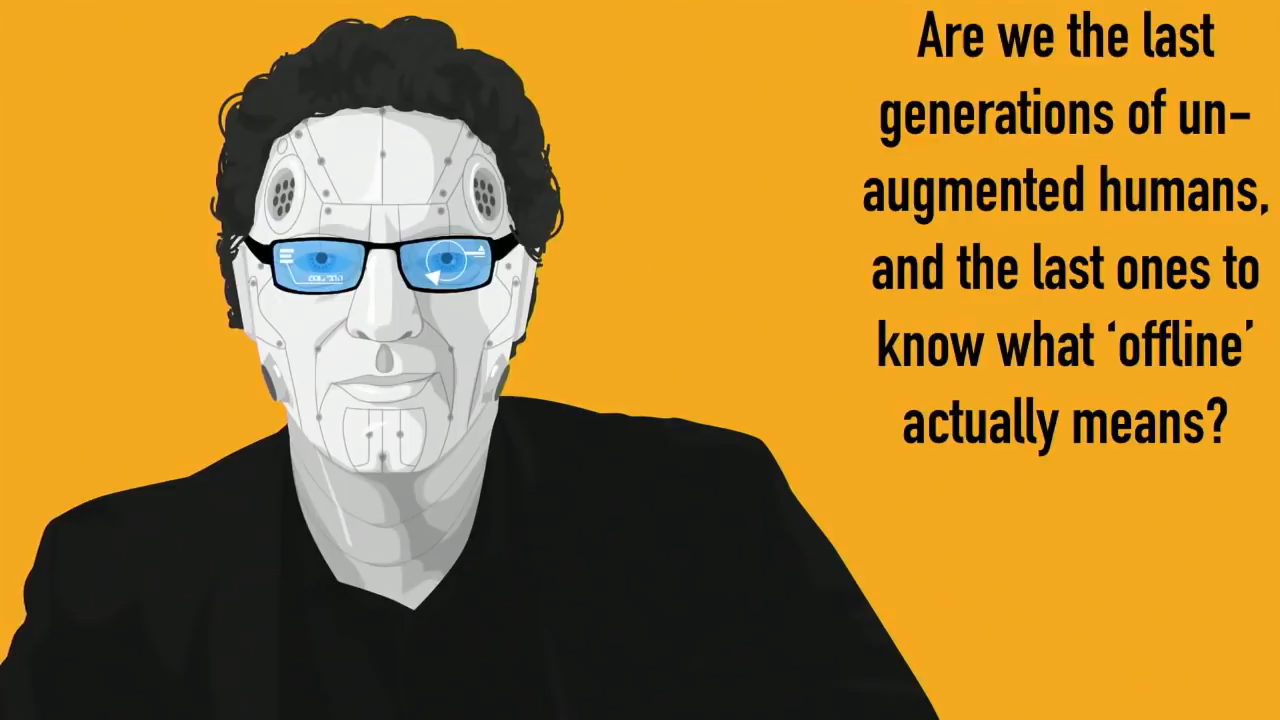 Are we the last
generations of un-
augmented humans,
and the last ones to
know what ‘offline’
actually means?